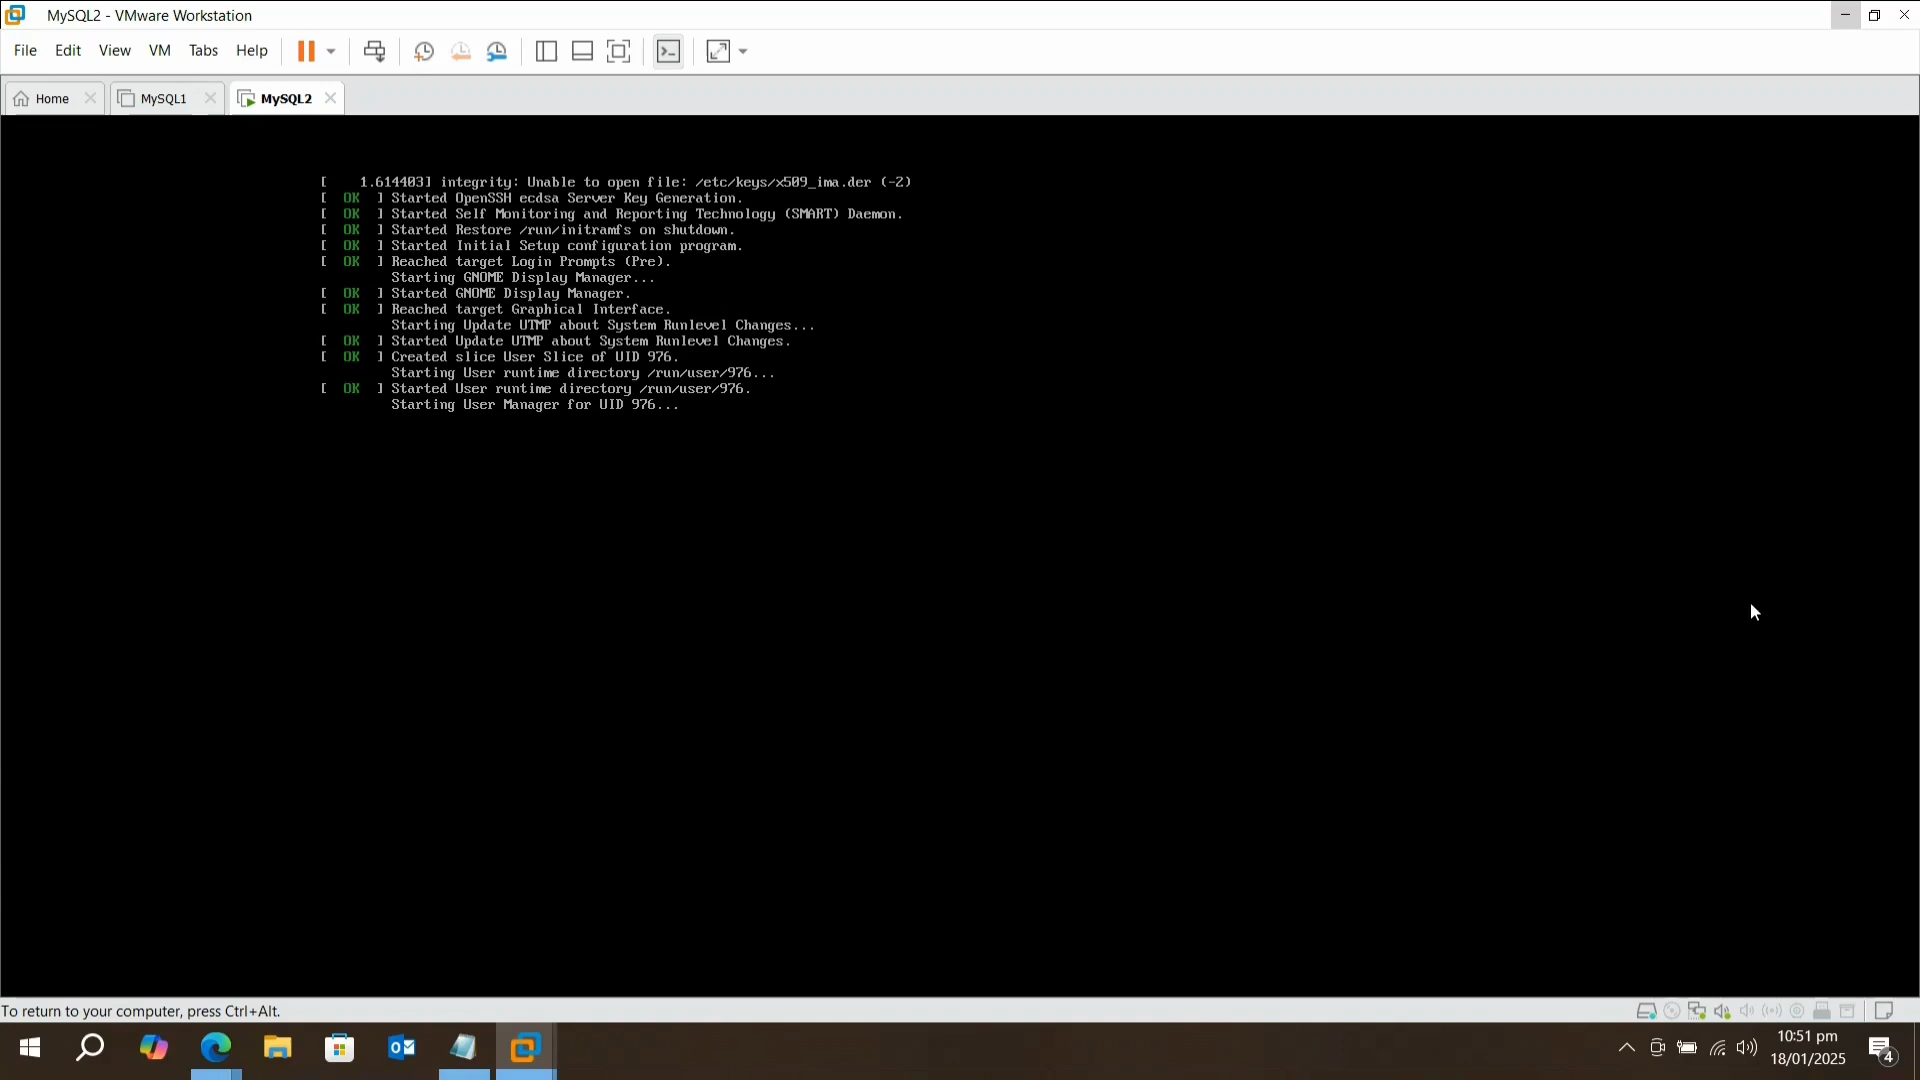 MySQL2 - VMware Workstation
File Edit View VM Tabs Help
Home MySQL1 MySQL2
[    1.614403] integrity: Unable to open file: /etc/keys/x509_ima.der (-2)
[  OK  ] Started OpenSSH ecdsa Server Key Generation.
[  OK  ] Started Self Monitoring and Reporting Technology (SMART) Daemon.
[  OK  ] Started Restore /run/initramfs on shutdown.
[  OK  ] Started Initial Setup configuration program.
[  OK  ] Reached target Login Prompts (Pre).
Starting GNOME Display Manager...
[  OK  ] Started GNOME Display Manager.
[  OK  ] Reached target Graphical Interface.
Starting Update UTMP about System Runlevel Changes...
[  OK  ] Started Update UTMP about System Runlevel Changes.
[  OK  ] Created slice User Slice of UID 976.
Starting User runtime directory /run/user/976...
[  OK  ] Started User runtime directory /run/user/976.
Starting User Manager for UID 976...
To return to your computer, press Ctrl+Alt.
10:51 pm
18/01/2025
4